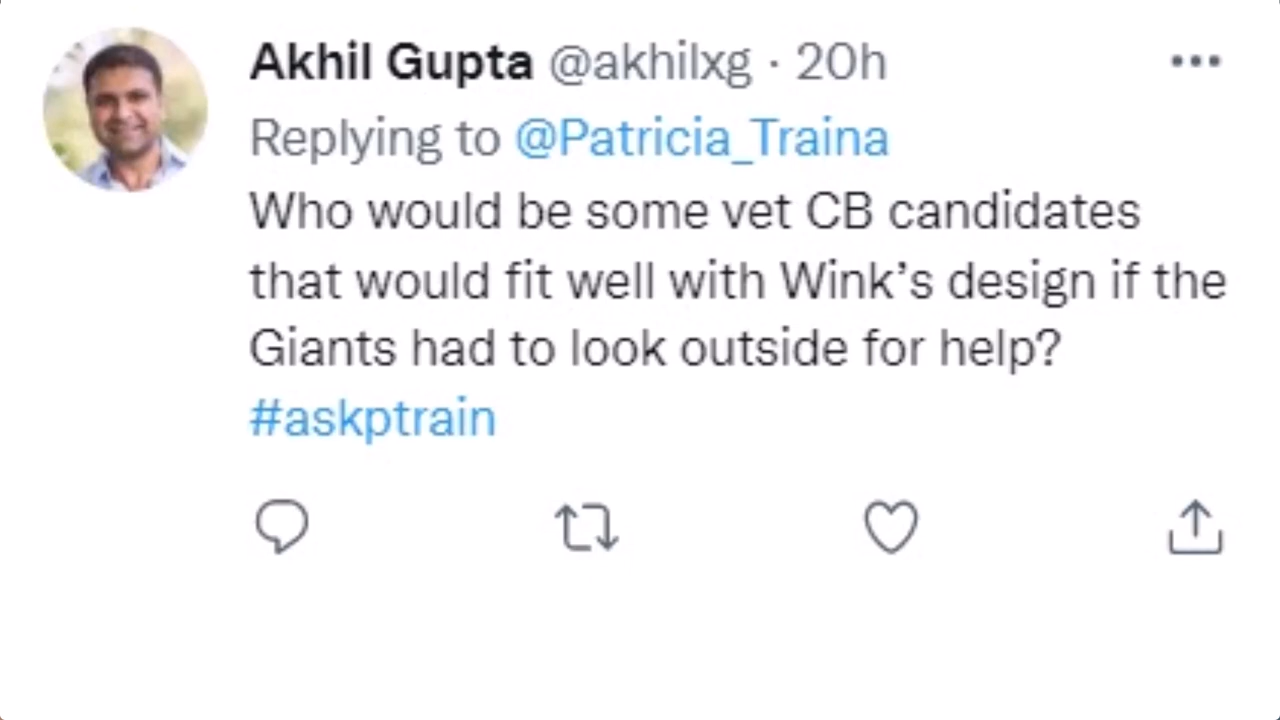 Akhil Gupta @akhilxg · 20h
Replying to @Patricia_Traina
Who would be some vet CB candidates
that would fit well with Wink’s design if the
Giants had to look outside for help?
#askptrain